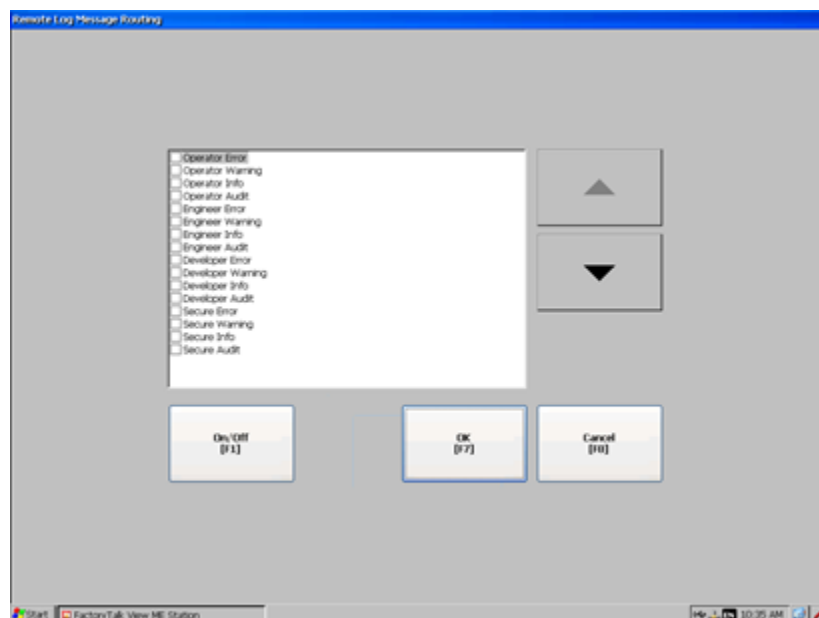 Remote Log Message Routing
Operator Error
Operator Warning
Operator Info
Operator Audit
Engineer Error
Engineer Warning
Engineer Info
Engineer Audit
Developer Error
Developer Warning
Developer Info
Developer Audit
Secure Error
Secure Warning
Secure Info
Secure Audit
On/Off
[F1]
OK
[F7]
Cancel
[F8]
Start
FactoryTalk View ME Station
EN
10:35 AM